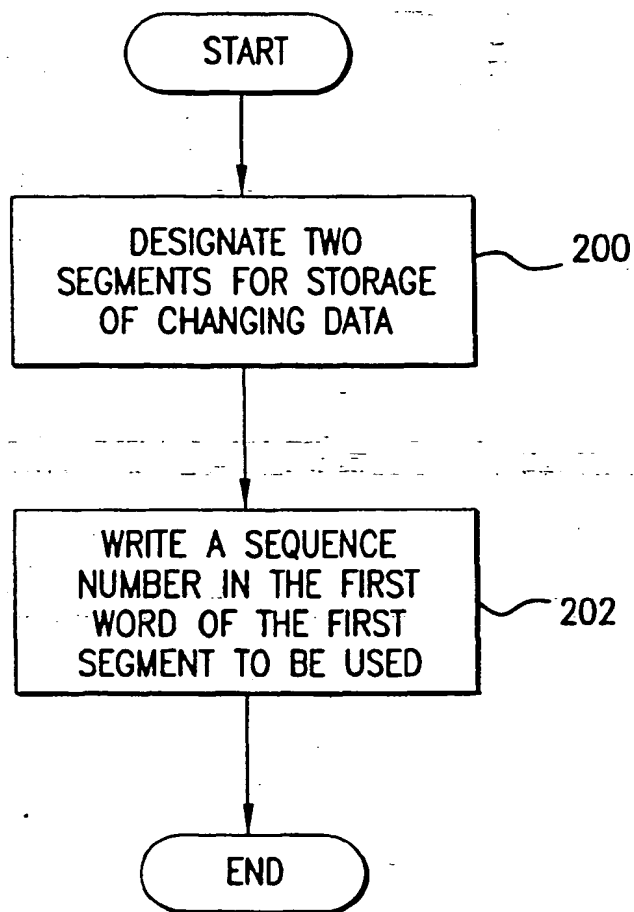 START
DESIGNATE TWO
SEGMENTS FOR STORAGE
OF CHANGING DATA
200
WRITE A SEQUENCE
NUMBER IN THE FIRST
WORD OF THE FIRST
SEGMENT TO BE USED
202
END